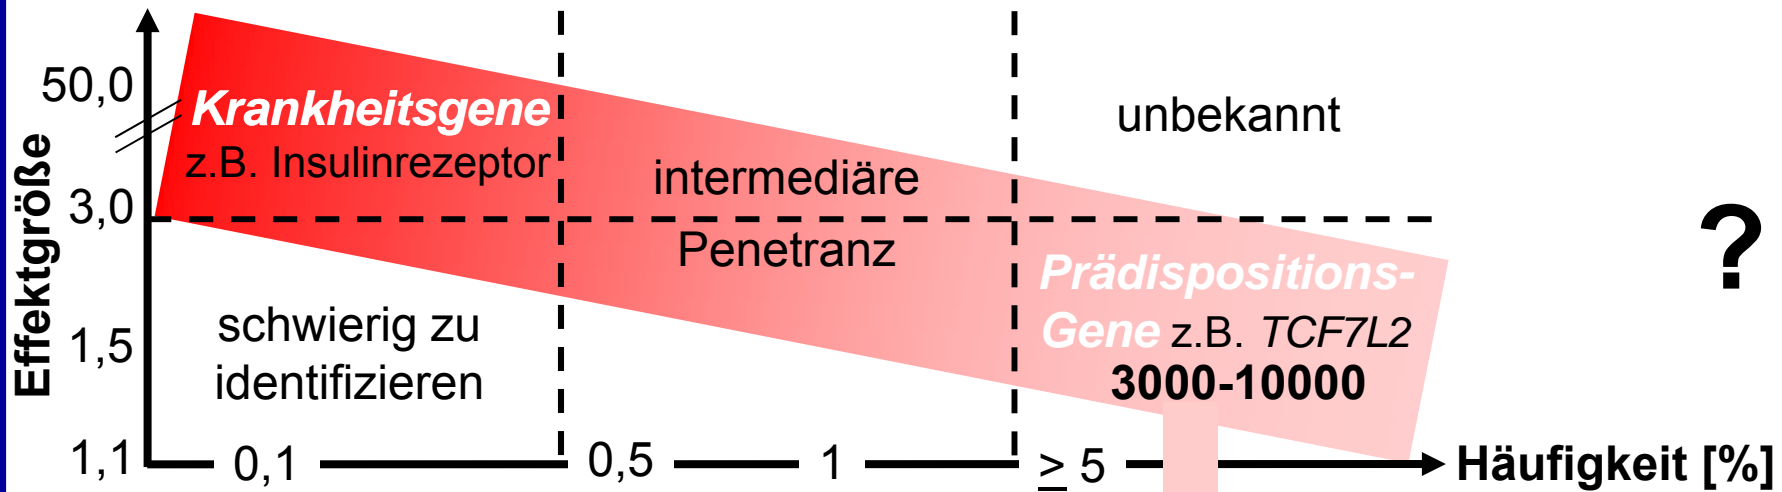 Effektgröße
50,0
3,0
1,5
1,1
Krankheitsgene
z.B. Insulinrezeptor
schwierig zu
identifizieren
intermediäre
Penetranz
unbekannt
Prädispositions-
Gene z.B. TCF7L2
3000-10000
?
0,1
0,5
1
≥ 5
Häufigkeit [%]